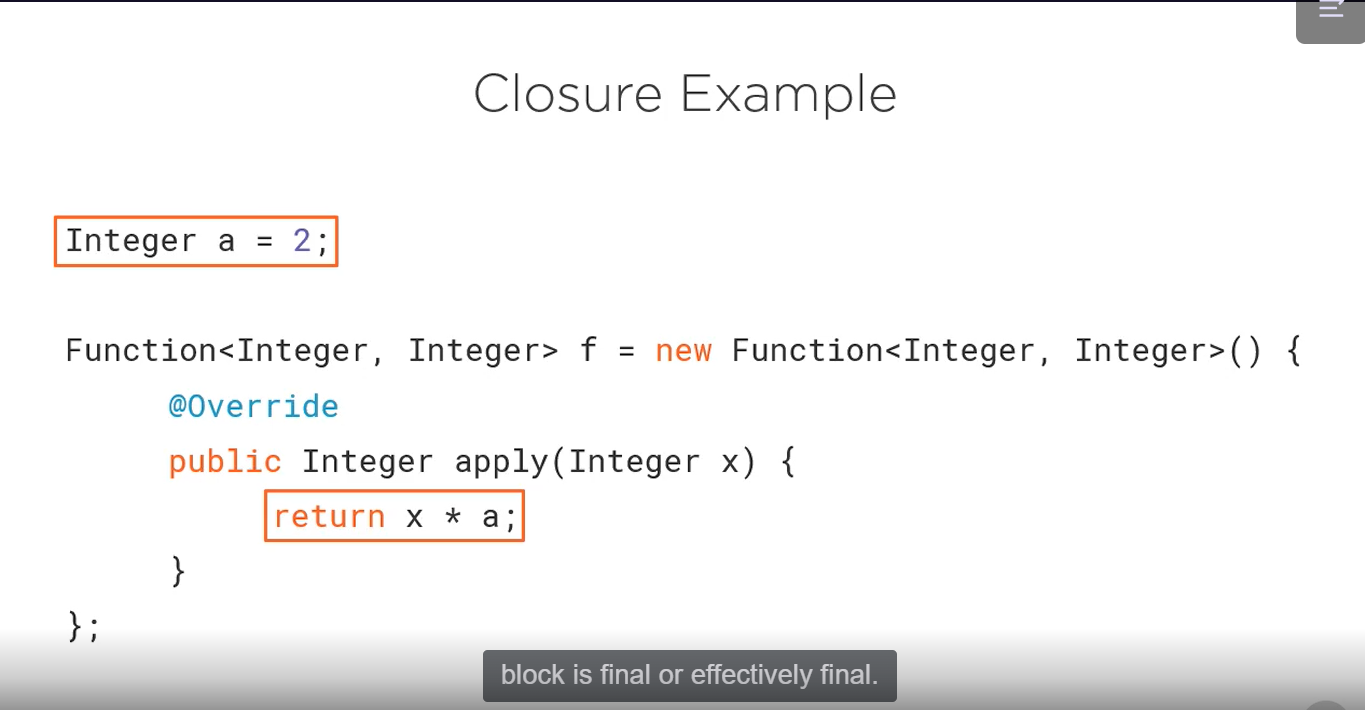 Closure Example
Integer a = 2;
Function<Integer, Integer> f = new Function<Integer, Integer>() {
@Override
public Integer apply(Integer x) {
return x * a;
}
};
block is final or effectively final.